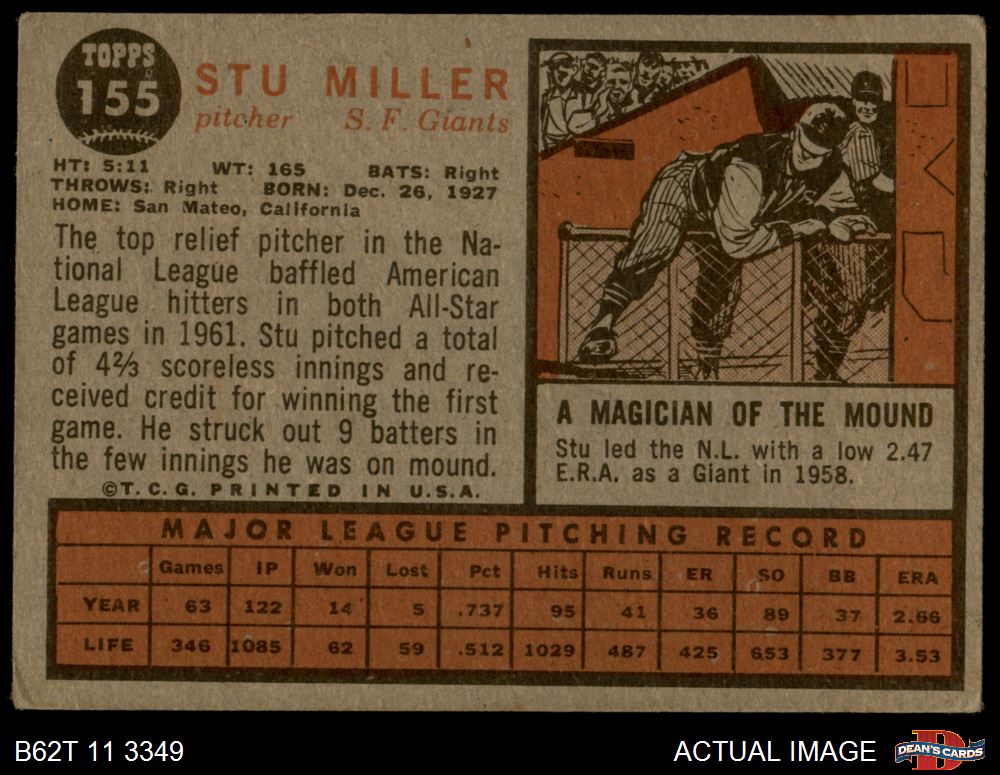 TOPPS
155
STU MILLER
pitcher S. F. Giants
HT: 5:11 WT: 165 BATS: Right
THROWS: Right BORN: Dec. 26, 1927
HOME: San Mateo, California
The top relief pitcher in the Na-
tional League baffled American
League hitters in both All-Star
games in 1961. Stu pitched a total
of 4⅔ scoreless innings and re-
ceived credit for winning the first
game. He struck out 9 batters in
the few innings he was on mound.
©T. C. G. PRINTED IN U.S.A.
A MAGICIAN OF THE MOUND
Stu led the N.L. with a low 2.47
E.R.A. as a Giant in 1958.
MAJOR LEAGUE PITCHING RECORD
Games IP Won Lost Pct Hits Runs ER SO BB ERA
YEAR 63 122 14 5 .737 95 41 36 89 37 2.66
LIFE 346 1085 62 59 .512 1029 487 425 653 377 3.53
B62T 11 3349
ACTUAL IMAGE
DEAN'S CARDS